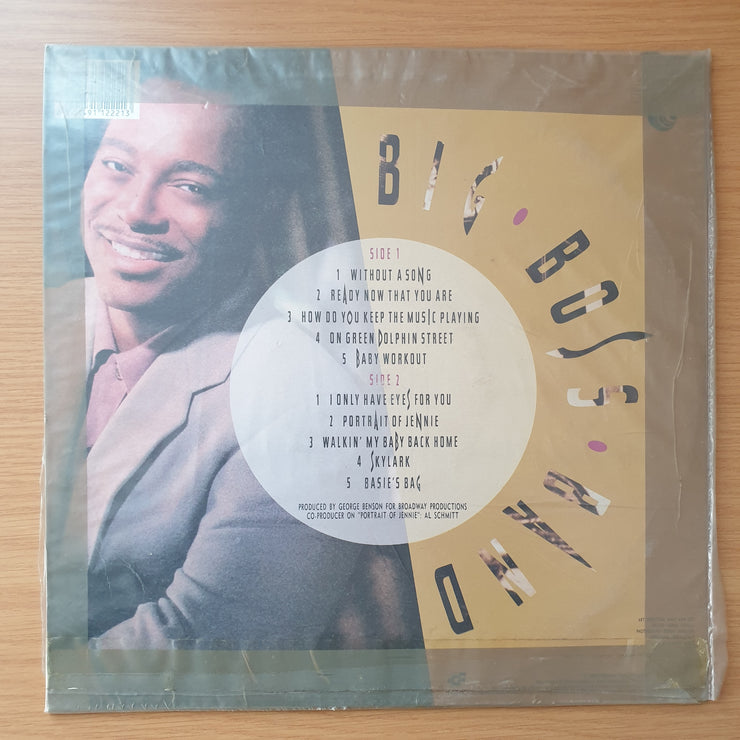 91 122213
BIG • BOSS • BAND
SIDE 1
1 WITHOUT A SONG
2 READY NOW THAT YOU ARE
3 HOW DO YOU KEEP THE MUSIC PLAYING
4 ON GREEN DOLPHIN STREET
5 BABY WORKOUT
SIDE 2
1 I ONLY HAVE EYES FOR YOU
2 PORTRAIT OF JENNIE
3 WALKIN' MY BABY BACK HOME
4 SKYLARK
5 BASIE'S BAG
PRODUCED BY GEORGE BENSON FOR BROADWAY PRODUCTIONS
CO-PRODUCER ON "PORTRAIT OF JENNIE": AL SCHMITT